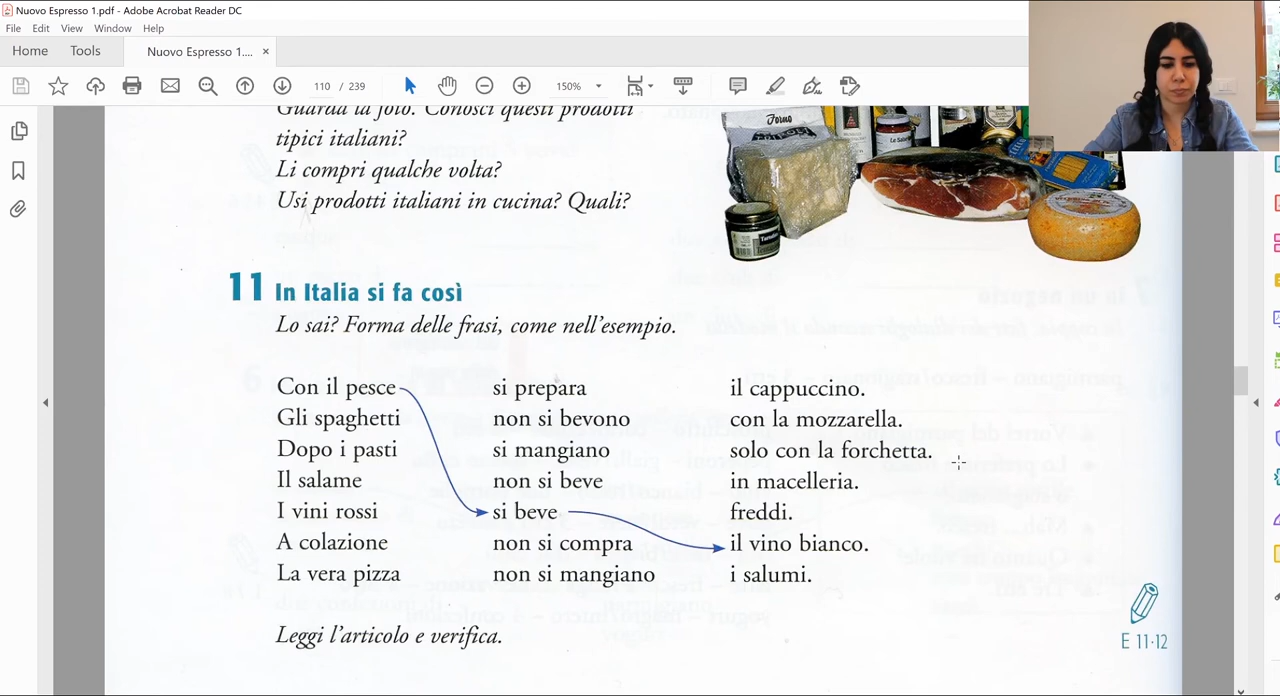 Nuovo Espresso 1.pdf - Adobe Acrobat Reader DC
File Edit View Window Help
Home Tools Nuovo Espresso 1.... ×
110 / 239 150%
Guarda la foto. Conosci questi prodotti
tipici italiani?
Li compri qualche volta?
Usi prodotti italiani in cucina? Quali?
11 In Italia si fa così
Lo sai? Forma delle frasi, come nell'esempio.
Con il pesce si prepara il cappuccino.
Gli spaghetti non si bevono con la mozzarella.
Dopo i pasti si mangiano solo con la forchetta.
Il salame non si beve in macelleria.
I vini rossi si beve freddi.
A colazione non si compra il vino bianco.
La vera pizza non si mangiano i salumi.
Leggi l'articolo e verifica.
E 11·12